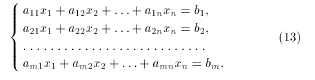 a₁₁x₁ + a₁₂x₂ + . . . + a₁ₙxₙ = b₁,
a₂₁x₁ + a₂₂x₂ + . . . + a₂ₙxₙ = b₂,
. . . . . . . . . . . . . . . . . . . . . . . . . . . . (13)
aₘ₁x₁ + aₘ₂x₂ + . . . + aₘₙxₙ = bₘ.